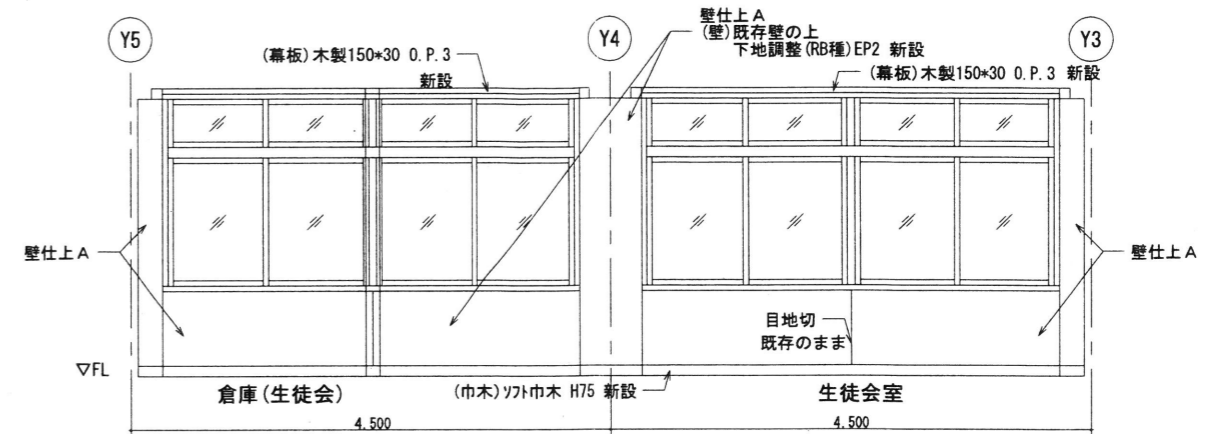 Y5
Y4
Y3
壁仕上A
(壁)既存壁の上
下地調整(RB種)EP2 新設
(幕板)木製150*30 O.P.3
新設
(幕板)木製150*30 O.P.3 新設
壁仕上A
壁仕上A
目地切
既存のまま
▽FL
倉庫(生徒会)
(巾木)ソフト巾木 H75 新設
生徒会室
4.500
4.500